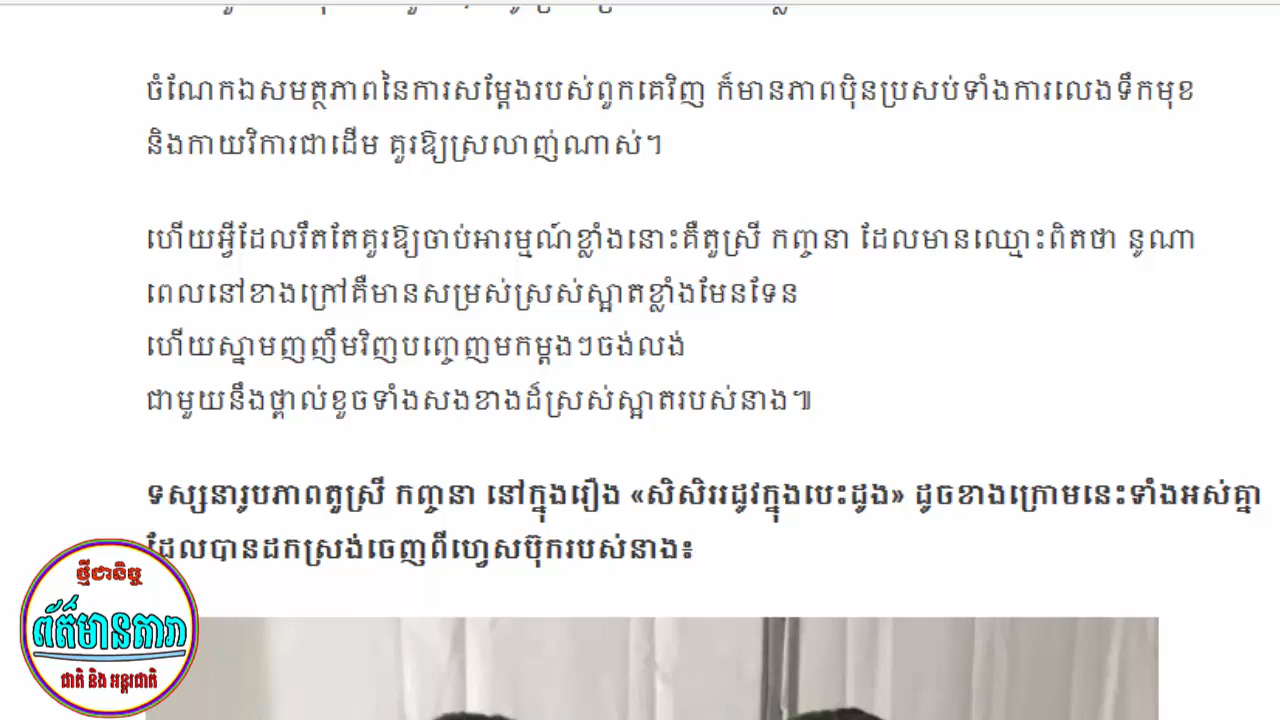 ចំណែកឯសមត្ថភាពនៃការសម្ដែងរបស់ពួកគេវិញ ក៏មានភាពប៉ិនប្រសប់ទាំងការលេងទឹកមុខ
និងកាយវិការជាដើម គួរឱ្យស្រលាញ់ណាស់។
ហើយអ្វីដែលរឹតតែគួរឱ្យចាប់អារម្មណ៍ខ្លាំងនោះគឺតួស្រី កញ្ចនា ដែលមានឈ្មោះពិតថា នូណា
ពេលនៅខាងក្រៅគឺមានសម្រស់ស្រស់ស្អាតខ្លាំងមែនទែន
ហើយស្នាមញញឹមវិញបញ្ចេញមកម្ដងៗចង់លង់
ជាមួយនឹងថ្ពាល់ខួចទាំងសងខាងដ៏ស្រស់ស្អាតរបស់នាង៕
ទស្សនារូបភាពតួស្រី កញ្ចនា នៅក្នុងរឿង «សិសិររដូវក្នុងបេះដូង» ដូចខាងក្រោមនេះទាំងអស់គ្នា
ដែលបានដកស្រង់ចេញពីហ្វេសប៊ុករបស់នាង៖
ថ្មីជានិច្ច
ព័ត៌មានតារា
ជាតិ និង អន្តរជាតិ